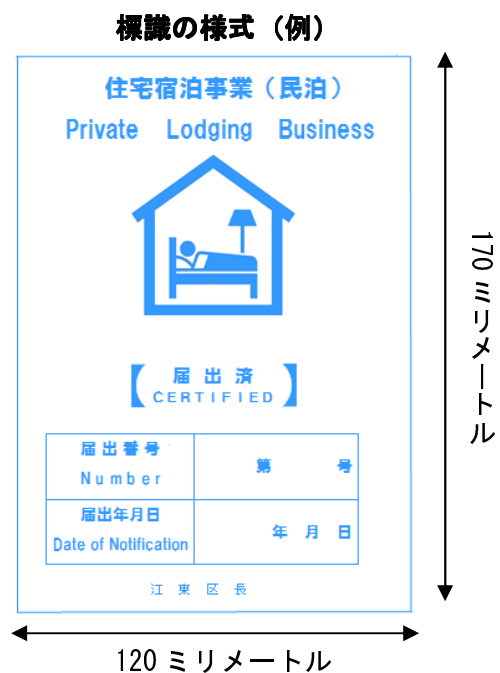 標識の様式（例）
住宅宿泊事業（民泊）
Private Lodging Business
【届出済
CERTIFIED】
届出番号
Number
第 号
届出年月日
Date of Notification
年 月 日
江東区長
170ミリメートル
120ミリメートル